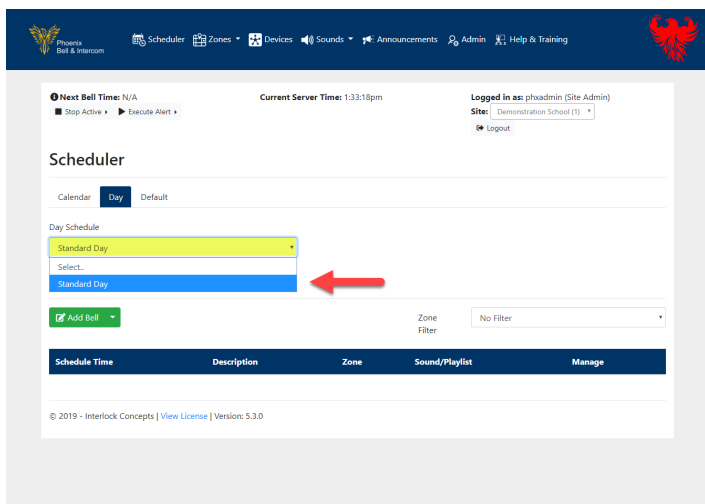 Phoenix
Bell & Intercom
Scheduler Zones Devices Sounds Announcements Admin Help & Training
Next Bell Time: N/A Current Server Time: 1:33:18pm Logged in as: phxadmin (Site Admin)
Stop Active Execute Alert Site: Demonstration School (1)
Logout
Scheduler
Calendar Day Default
Day Schedule
Standard Day
Select..
Standard Day
Add Bell Zone Filter No Filter
Schedule Time Description Zone Sound/Playlist Manage
© 2019 - Interlock Concepts | View License | Version: 5.3.0